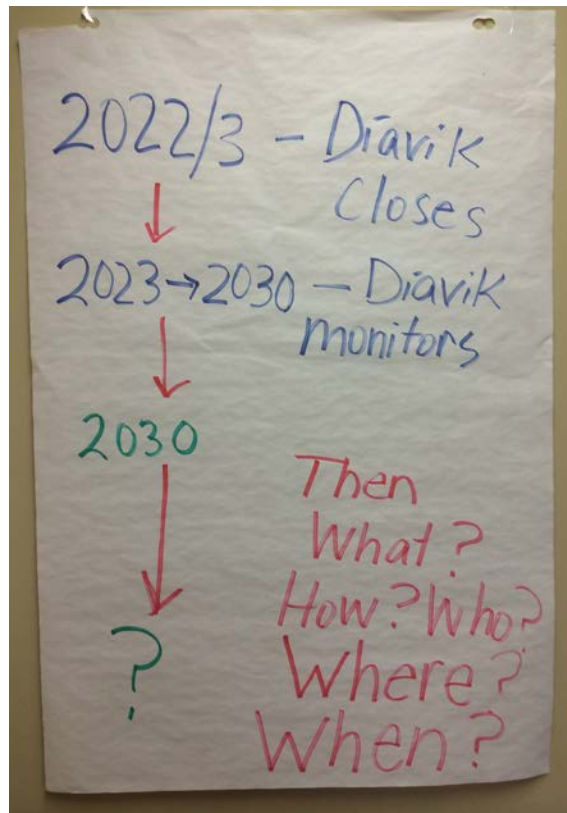 2022/3 - Diavik
Closes
2023→2030 - Diavik
monitors
2030
Then
What?
How? Who?
Where?
?
When?